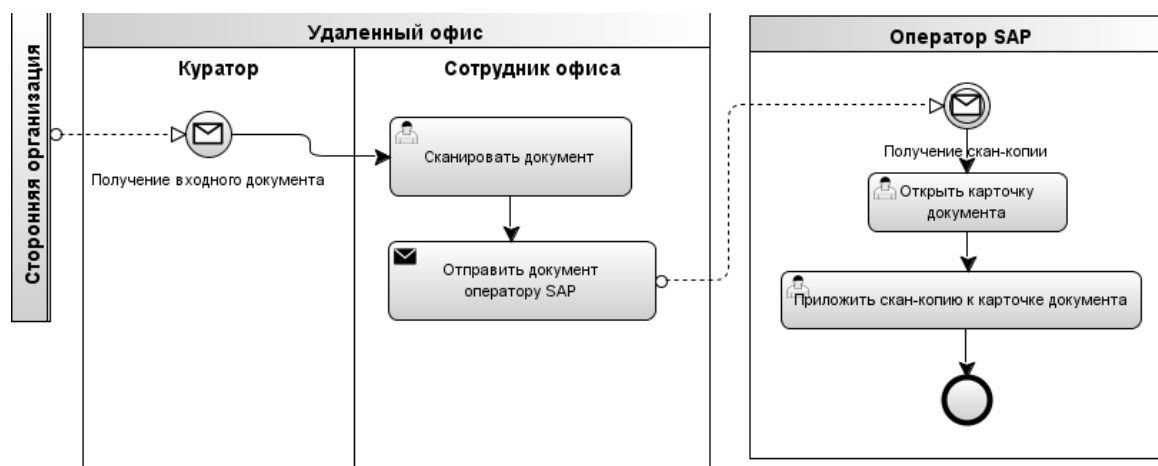 Сторонняя организация
Удаленный офис
Куратор
Сотрудник офиса
Получение входного документа
Сканировать документ
Отправить документ
оператору SAP
Оператор SAP
Получение скан-копии
Открыть карточку
документа
Приложить скан-копию к карточке документа